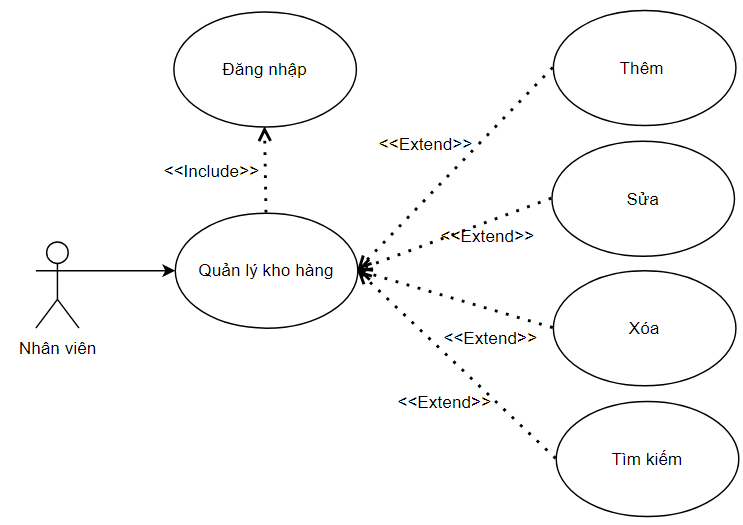 Đăng nhập
Thêm
<<Extend>>
<<Include>>
Sửa
<<Extend>>
Quản lý kho hàng
Nhân viên
Xóa
<<Extend>>
<<Extend>>
Tìm kiếm